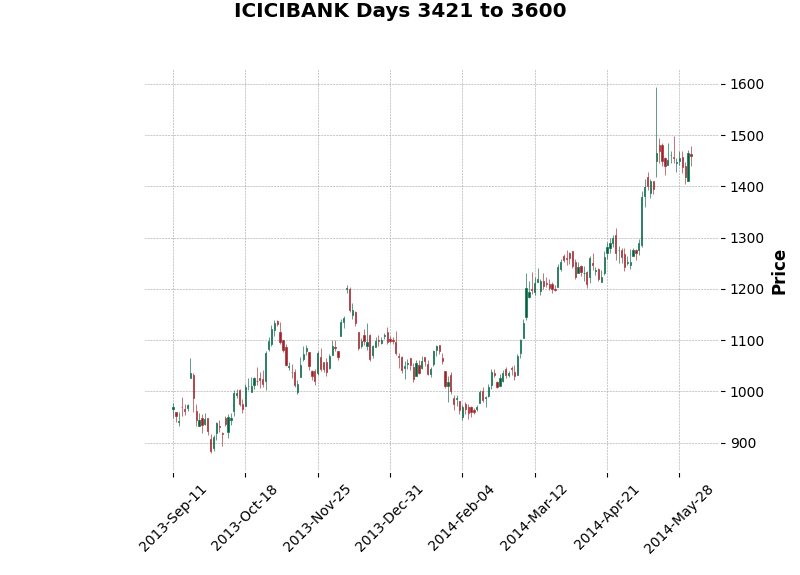 ICICIBANK Days 3421 to 3600
1600
1500
1400
1300
1200
1100
1000
900
Price
2013-Sep-11
2013-Oct-18
2013-Nov-25
2013-Dec-31
2014-Feb-04
2014-Mar-12
2014-Apr-21
2014-May-28